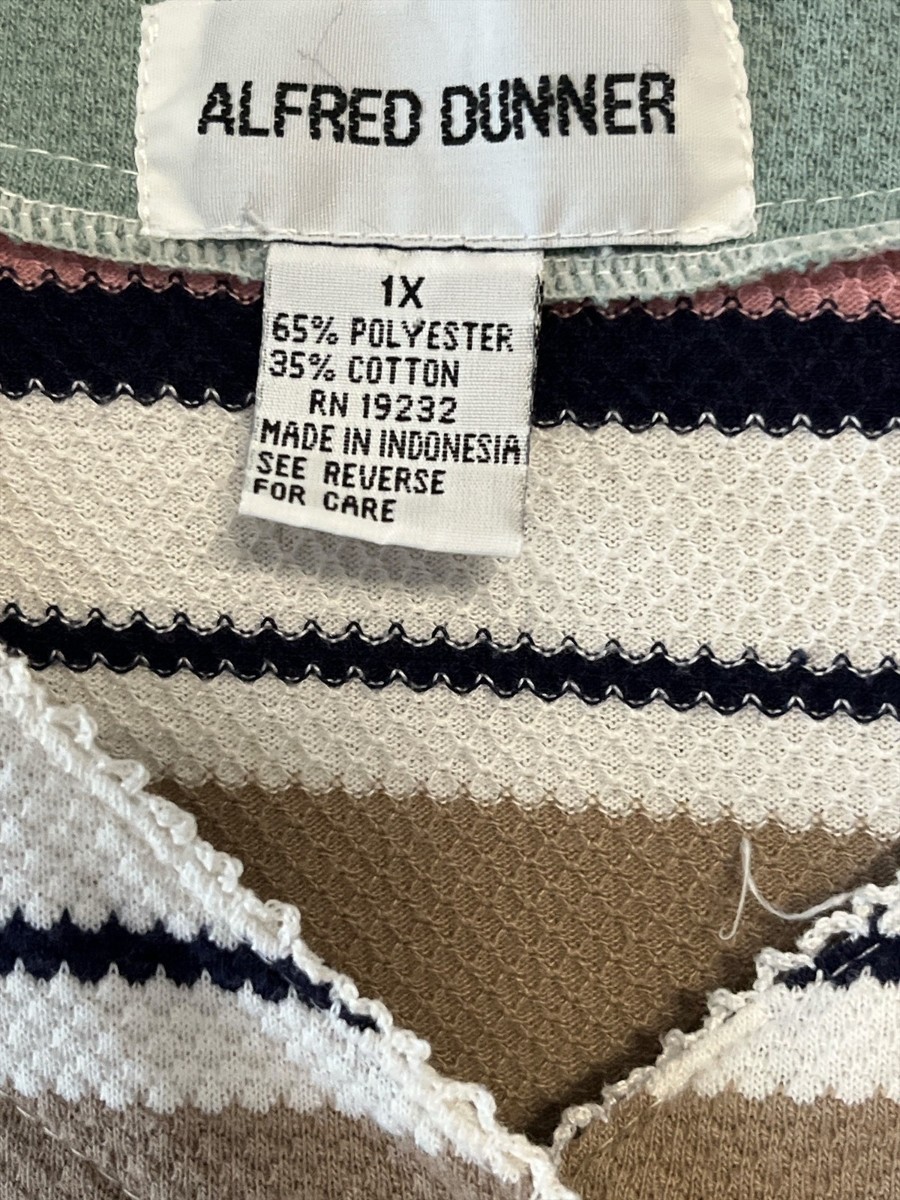 ALFRED DUNNER
1X
65% POLYESTER
35% COTTON
RN 19232
MADE IN INDONESIA
SEE REVERSE
FOR CARE